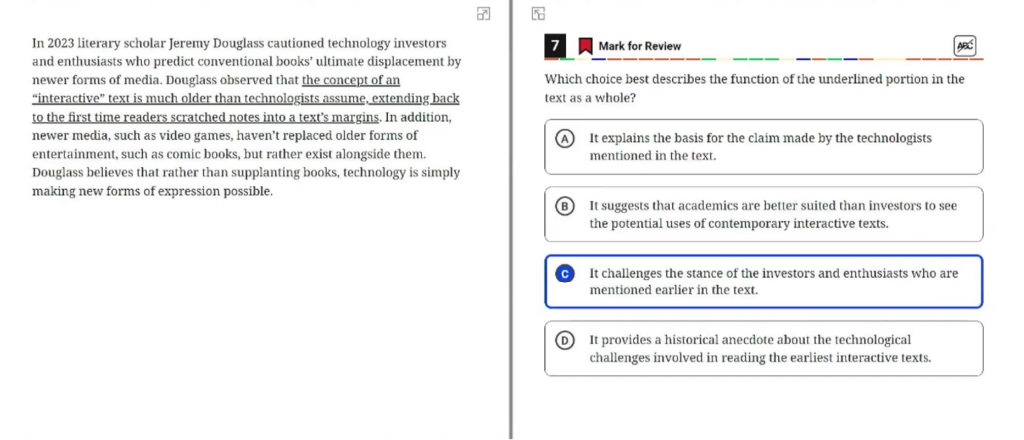 In 2023 literary scholar Jeremy Douglass cautioned technology investors
and enthusiasts who predict conventional books' ultimate displacement by
newer forms of media. Douglass observed that the concept of an
“interactive” text is much older than technologists assume, extending back
to the first time readers scratched notes into a text's margins. In addition,
newer media, such as video games, haven't replaced older forms of
entertainment, such as comic books, but rather exist alongside them.
Douglass believes that rather than supplanting books, technology is simply
making new forms of expression possible.
7 Mark for Review ABC
Which choice best describes the function of the underlined portion in the
text as a whole?
A It explains the basis for the claim made by the technologists
mentioned in the text.
B It suggests that academics are better suited than investors to see
the potential uses of contemporary interactive texts.
C It challenges the stance of the investors and enthusiasts who are
mentioned earlier in the text.
D It provides a historical anecdote about the technological
challenges involved in reading the earliest interactive texts.